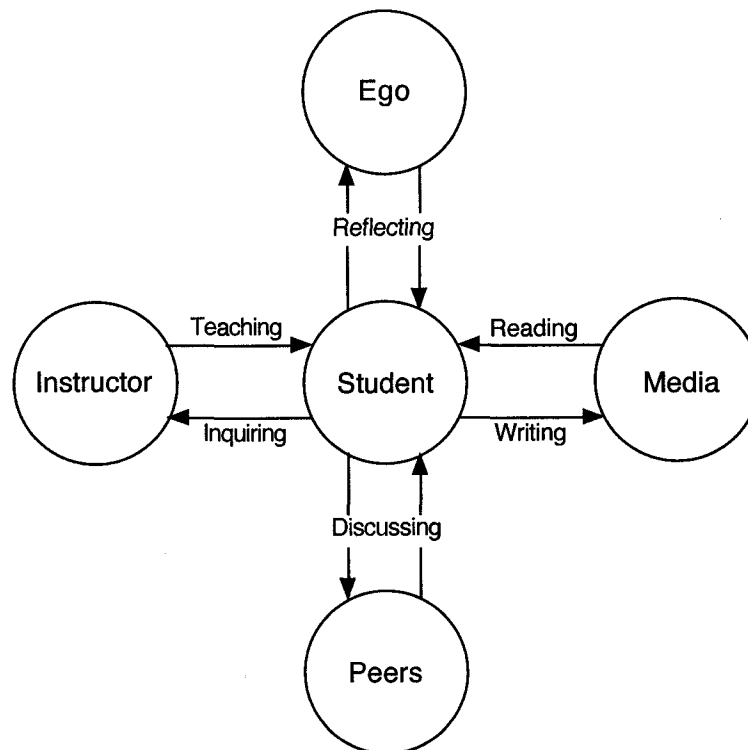 Ego
Reflecting
Teaching
Reading
Instructor
Student
Media
Inquiring
Writing
Discussing
Peers